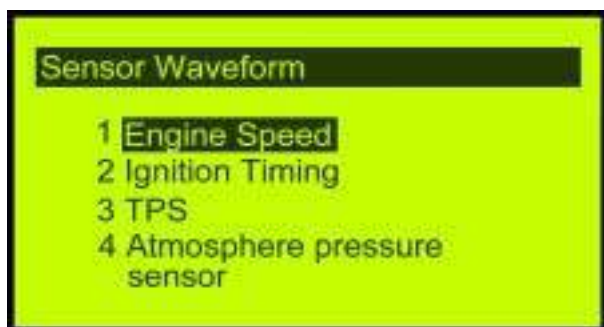 Sensor Waveform
1 Engine Speed
2 Ignition Timing
3 TPS
4 Atmosphere pressure
sensor